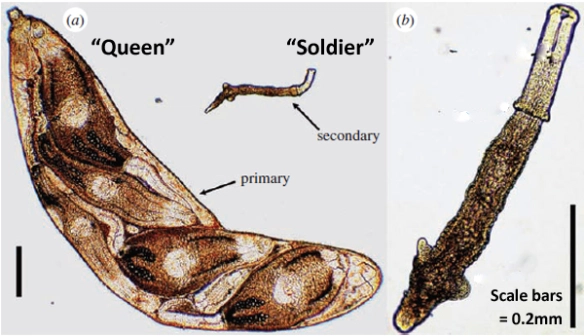 (a)
"Queen"
"Soldier"
secondary
primary
(b)
Scale bars
= 0.2mm